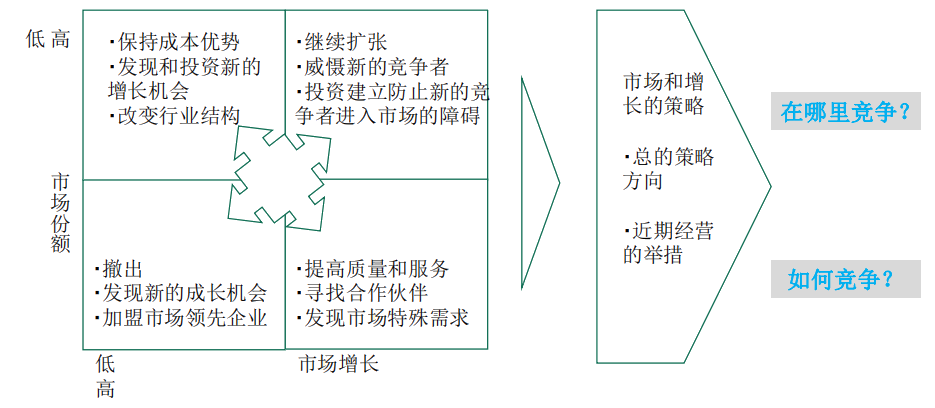 低 高
·保持成本优势
·发现和投资新的
增长机会
·改变行业结构
·继续扩张
·威慑新的竞争者
·投资建立防止新的竞
争者进入市场的障碍
市场份额
·撤出
·发现新的成长机会
·加盟市场领先企业
·提高质量和服务
·寻找合作伙伴
·发现市场特殊需求
低
高
市场增长
市场和增
长的策略
·总的策略
方向
·近期经营
的举措
在哪里竞争？
如何竞争？